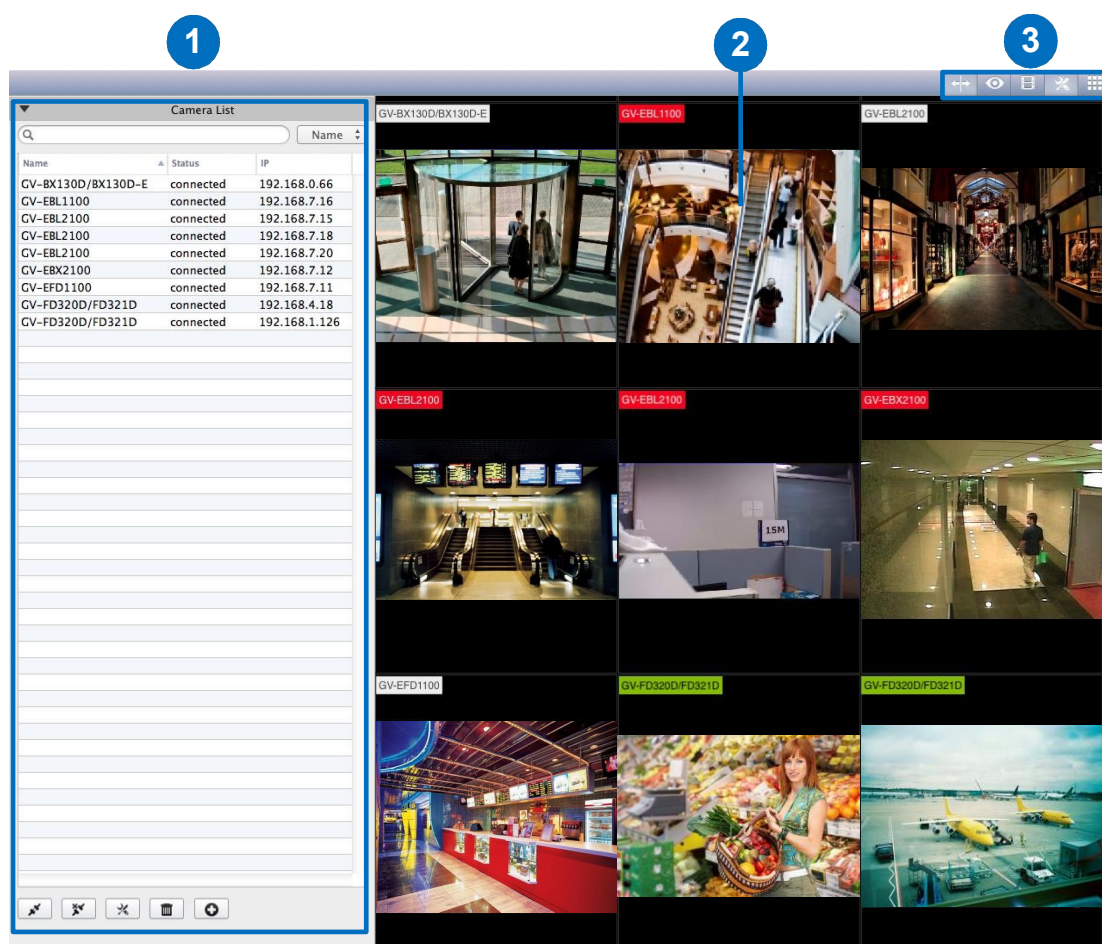 1
2
3
Camera List
Name
Name Status IP
GV-BX130D/BX130D-E connected 192.168.0.66
GV-EBL1100 connected 192.168.7.16
GV-EBL2100 connected 192.168.7.15
GV-EBL2100 connected 192.168.7.18
GV-EBL2100 connected 192.168.7.20
GV-EBX2100 connected 192.168.7.12
GV-EFD1100 connected 192.168.7.11
GV-FD320D/FD321D connected 192.168.4.18
GV-FD320D/FD321D connected 192.168.1.126
GV-BX130D/BX130D-E
GV-EBL1100
GV-EBL2100
GV-EBL2100
GV-EBL2100
GV-EBX2100
15M
GV-EFD1100
GV-FD320D/FD321D
GV-FD320D/FD321D